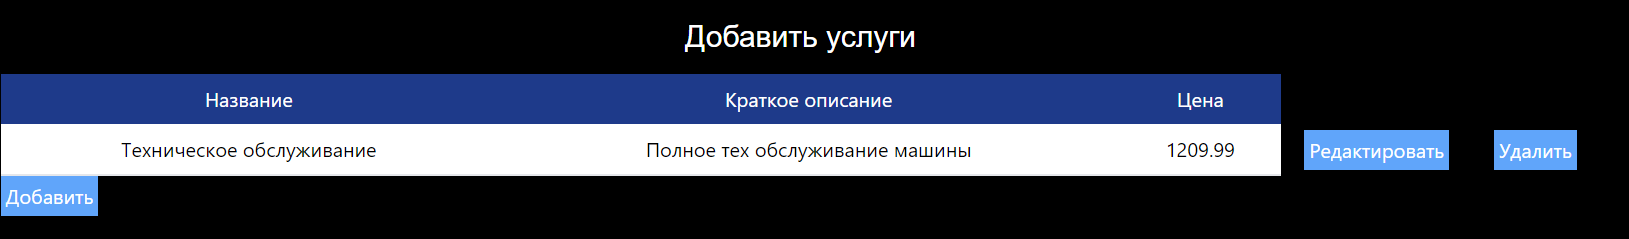 Добавить услуги
Название Краткое описание Цена
Техническое обслуживание Полное тех обслуживание машины 1209.99 Редактировать Удалить
Добавить